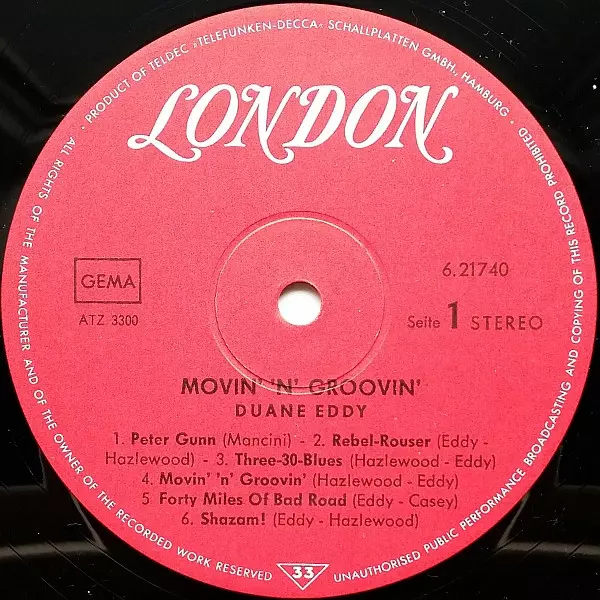 · PRODUCT OF TELDEC »TELEFUNKEN-DECCA« SCHALLPLATTEN GMBH., HAMBURG ·
LONDON
GEMA
ATZ 3300
6.21740
Seite 1 STEREO
MOVIN' 'N' GROOVIN'
DUANE EDDY
1. Peter Gunn (Mancini) - 2. Rebel-Rouser (Eddy -
Hazlewood) - 3. Three-30-Blues (Hazlewood - Eddy)
4. Movin' 'n' Groovin' (Hazlewood - Eddy)
5 Forty Miles Of Bad Road (Eddy - Casey)
6. Shazam! (Eddy - Hazlewood)
ALL RIGHTS OF THE MANUFACTURER AND OF THE OWNER OF THE RECORDED WORK RESERVED
33
UNAUTHORISED PUBLIC PERFORMANCE BROADCASTING AND COPYING OF THIS RECORD PROHIBITED